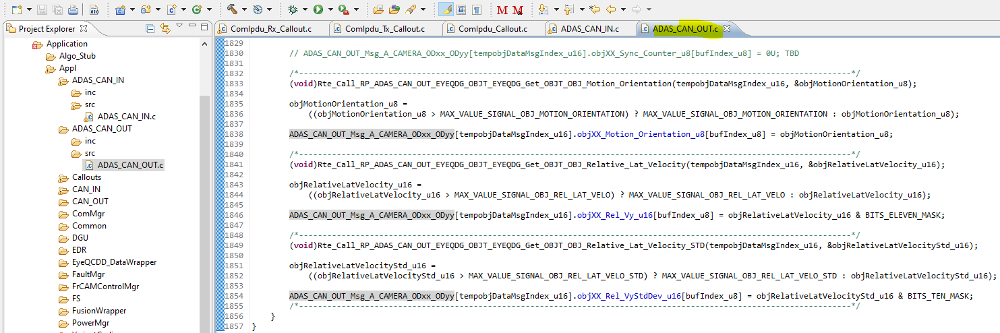 Project Explorer
Application
Algo_Stub
Appl
ADAS_CAN_IN
inc
src
ADAS_CAN_IN.c
ADAS_CAN_OUT
inc
src
ADAS_CAN_OUT.c
Callouts
CAN_IN
CAN_OUT
ComMgr
Common
DGU
EDR
EyeQCDD_DataWrapper
FaultMgr
FrCAMControlMgr
FS
FusionWrapper
PowerMgr
010
M M
ComIpdu_Rx_Callout.c ComIpdu_Tx_Callout.c ComIpdu_Callout.c ADAS_CAN_IN.c ADAS_CAN_OUT.c
1829
1830 // ADAS_CAN_OUT_Msg_A_CAMERA_ODxx_ODyy[tempobjDataMsgIndex_u16].objXX_Sync_Counter_u8[bufIndex_u8] = 0U; TBD
1831
1832 /*-----------------------------------------------------------------------------------------------------------*/
1833 (void)Rte_Call_RP_ADAS_CAN_OUT_EYEQDG_OBJT_EYEQDG_Get_OBJT_OBJ_Motion_Orientation(tempobjDataMsgIndex_u16, &objMotionOrientation_u8);
1834
1835 objMotionOrientation_u8 =
1836 ((objMotionOrientation_u8 > MAX_VALUE_SIGNAL_OBJ_MOTION_ORIENTATION) ? MAX_VALUE_SIGNAL_OBJ_MOTION_ORIENTATION : objMotionOrientation_u8);
1837
1838 ADAS_CAN_OUT_Msg_A_CAMERA_ODxx_ODyy[tempobjDataMsgIndex_u16].objXX_Motion_Orientation_u8[bufIndex_u8] = objMotionOrientation_u8;
1839
1840 /*-----------------------------------------------------------------------------------------------------------*/
1841 (void)Rte_Call_RP_ADAS_CAN_OUT_EYEQDG_OBJT_EYEQDG_Get_OBJT_OBJ_Relative_Lat_Velocity(tempobjDataMsgIndex_u16, &objRelativeLatVelocity_u16);
1842
1843 objRelativeLatVelocity_u16 =
1844 ((objRelativeLatVelocity_u16 > MAX_VALUE_SIGNAL_OBJ_REL_LAT_VELO) ? MAX_VALUE_SIGNAL_OBJ_REL_LAT_VELO : objRelativeLatVelocity_u16);
1845
1846 ADAS_CAN_OUT_Msg_A_CAMERA_ODxx_ODyy[tempobjDataMsgIndex_u16].objXX_Rel_Vy_u16[bufIndex_u8] = objRelativeLatVelocity_u16 & BITS_ELEVEN_MASK;
1847
1848 /*-----------------------------------------------------------------------------------------------------------*/
1849 (void)Rte_Call_RP_ADAS_CAN_OUT_EYEQDG_OBJT_EYEQDG_Get_OBJT_OBJ_Relative_Lat_Velocity_STD(tempobjDataMsgIndex_u16, &objRelativeLatVelocityStd_u16);
1850
1851 objRelativeLatVelocityStd_u16 =
1852 ((objRelativeLatVelocityStd_u16 > MAX_VALUE_SIGNAL_OBJ_REL_LAT_VELO_STD) ? MAX_VALUE_SIGNAL_OBJ_REL_LAT_VELO_STD : objRelativeLatVelocityStd_u16);
1853
1854 ADAS_CAN_OUT_Msg_A_CAMERA_ODxx_ODyy[tempobjDataMsgIndex_u16].objXX_Rel_VyStdDev_u16[bufIndex_u8] = objRelativeLatVelocityStd_u16 & BITS_TEN_MASK;
1855 /*-----------------------------------------------------------------------------------------------------------*/
1856 }
1857 }